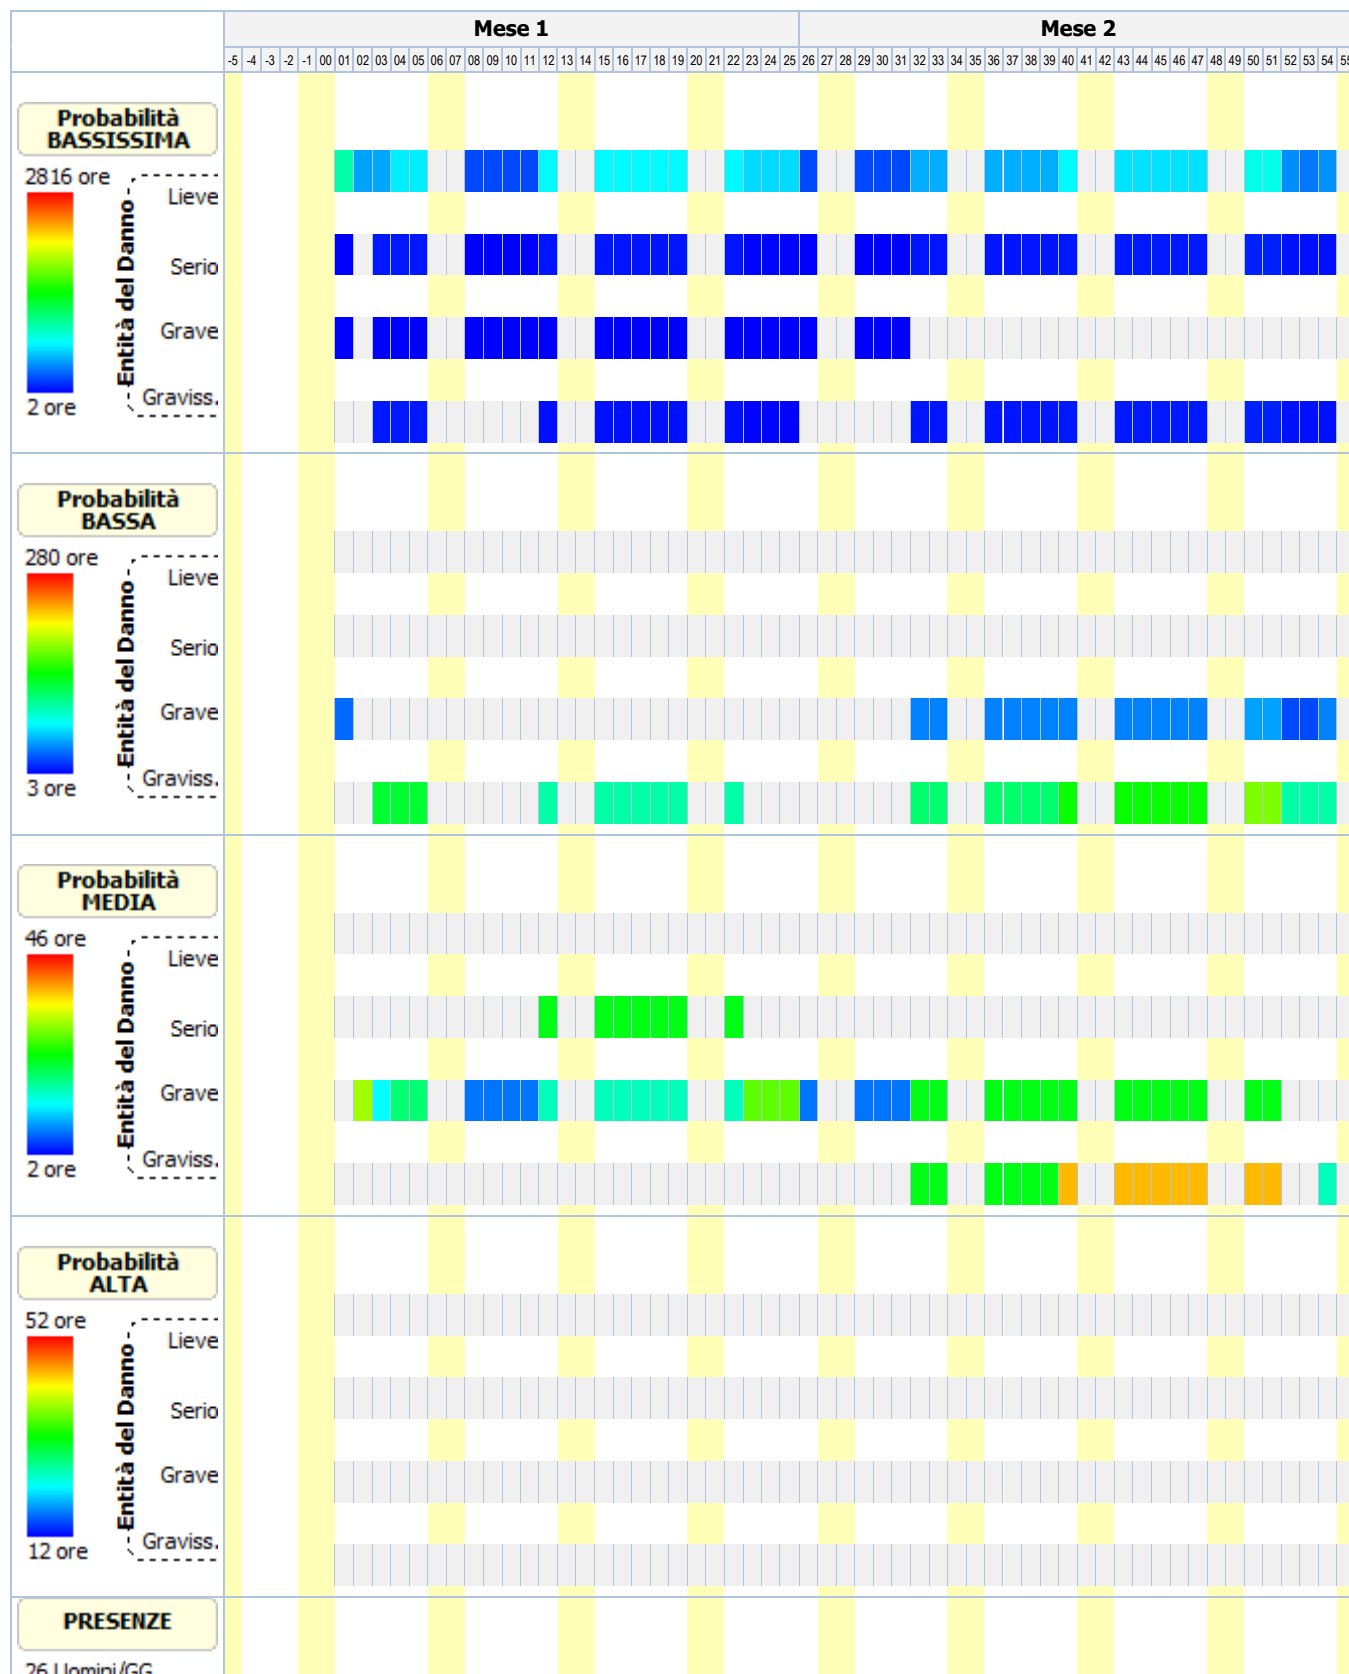 Mese 1 Mese 2
-5 -4 -3 -2 -1 00 01 02 03 04 05 06 07 08 09 10 11 12 13 14 15 16 17 18 19 20 21 22 23 24 25 26 27 28 29 30 31 32 33 34 35 36 37 38 39 40 41 42 43 44 45 46 47 48 49 50 51 52 53 54 55
Probabilità
BASSISSIMA
2816 ore
Entità del Danno
Lieve
Serio
Grave
Graviss.
2 ore
Probabilità
BASSA
280 ore
Entità del Danno
Lieve
Serio
Grave
Graviss.
3 ore
Probabilità
MEDIA
46 ore
Entità del Danno
Lieve
Serio
Grave
Graviss.
2 ore
Probabilità
ALTA
52 ore
Entità del Danno
Lieve
Serio
Grave
Graviss.
12 ore
PRESENZE
26 Uomini/GG